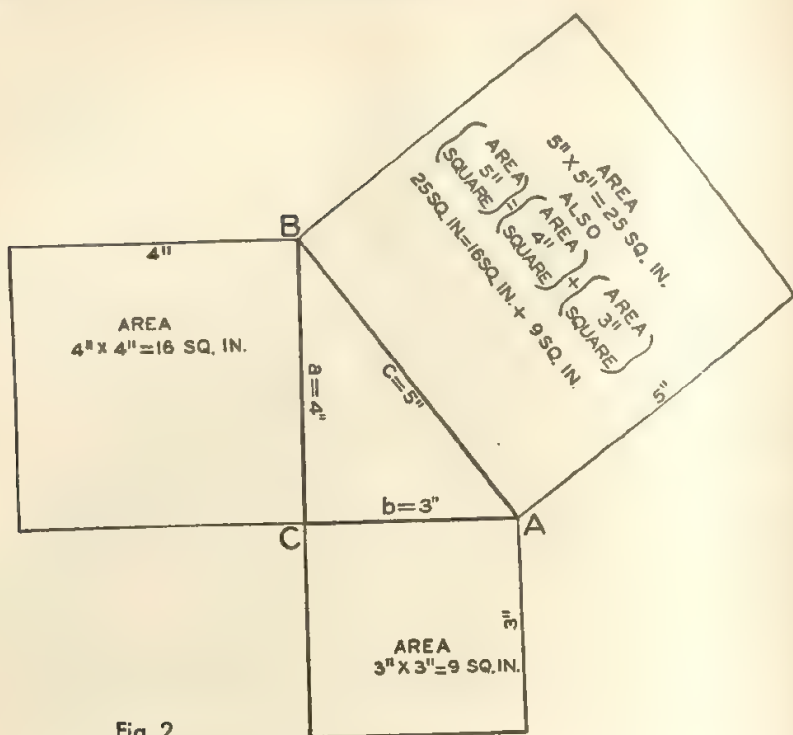 AREA
5" X 5" = 25 SQ. IN.
ALSO
(AREA 5" SQUARE) = (AREA 4" SQUARE) + (AREA 3" SQUARE)
25 SQ. IN. = 16 SQ. IN. + 9 SQ. IN.
5"
B
4"
AREA
4" X 4" = 16 SQ. IN.
a = 4"
c = 5"
b = 3"
C
A
3"
AREA
3" X 3" = 9 SQ. IN.
Fig. 2